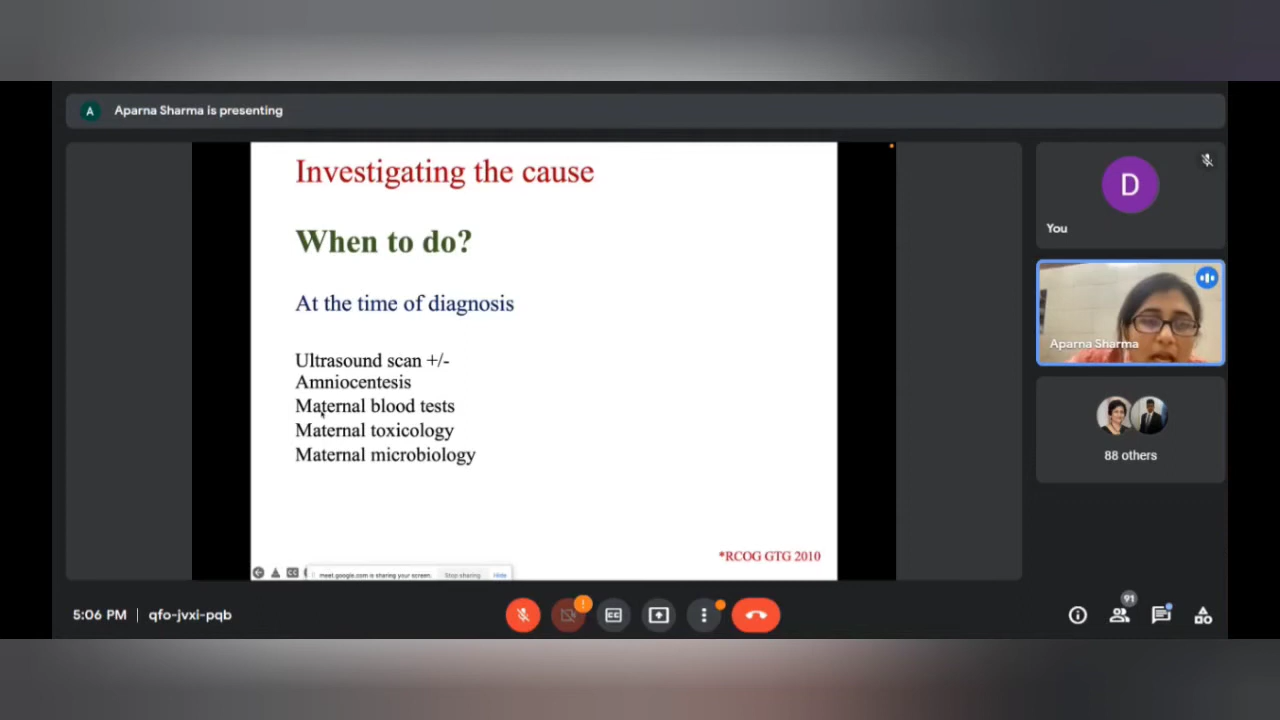 A
Aparna Sharma is presenting
Investigating the cause
When to do?
At the time of diagnosis
Ultrasound scan +/-
Amniocentesis
Maternal blood tests
Maternal toxicology
Maternal microbiology
*RCOG GTG 2010
CC
meet.google.com is sharing your screen.
Stop sharing
Hide
D
You
Aparna Sharma
88 others
5:06 PM | qfo-jvxi-pqb
!
CC
91